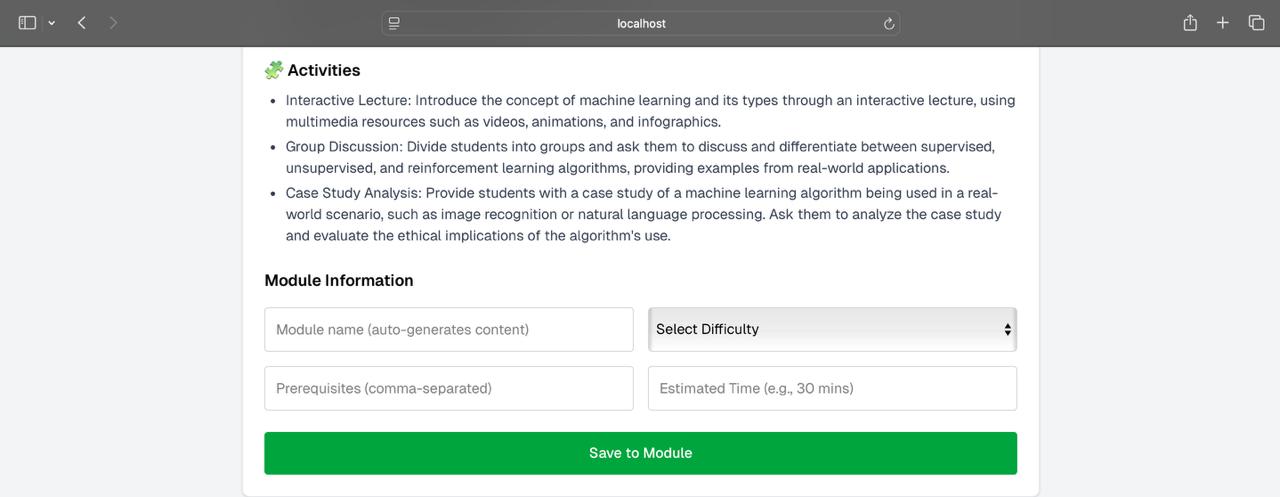 localhost
Activities
• Interactive Lecture: Introduce the concept of machine learning and its types through an interactive lecture, using
multimedia resources such as videos, animations, and infographics.
• Group Discussion: Divide students into groups and ask them to discuss and differentiate between supervised,
unsupervised, and reinforcement learning algorithms, providing examples from real-world applications.
• Case Study Analysis: Provide students with a case study of a machine learning algorithm being used in a real-
world scenario, such as image recognition or natural language processing. Ask them to analyze the case study
and evaluate the ethical implications of the algorithm's use.
Module Information
Module name (auto-generates content)
Select Difficulty
Prerequisites (comma-separated)
Estimated Time (e.g., 30 mins)
Save to Module